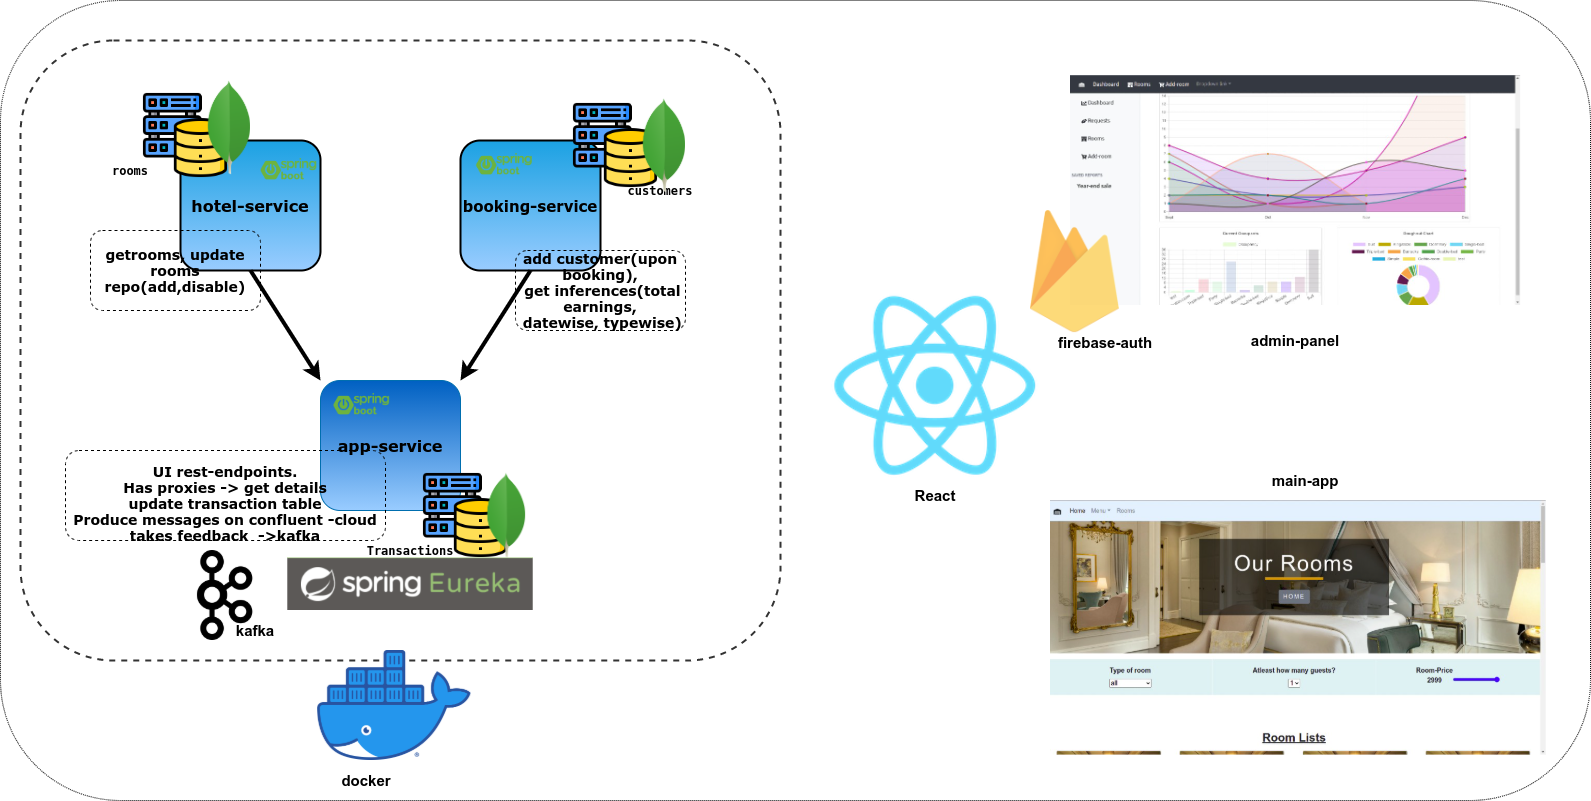 rooms
spring
boot
hotel-service
getrooms, update
rooms
repo(add,disable)
spring
boot
customers
booking-service
add customer(upon
booking),
get inferences(total
earnings,
datewise, typewise)
spring
boot
app-service
UI rest-endpoints.
Has proxies -> get details
update transaction table
Produce messages on confluent -cloud
takes feedback ->kafka
Transactions
spring Eureka
kafka
docker
React
Dashboard Rooms Add room
Dashboard
Requests
Rooms
Add room
Year-end sale
firebase-auth
admin-panel
main-app
Home Menu Rooms
Our Rooms
HOME
Type of room
all
Atleast how many guests?
1
Room-Price
2999
Room Lists